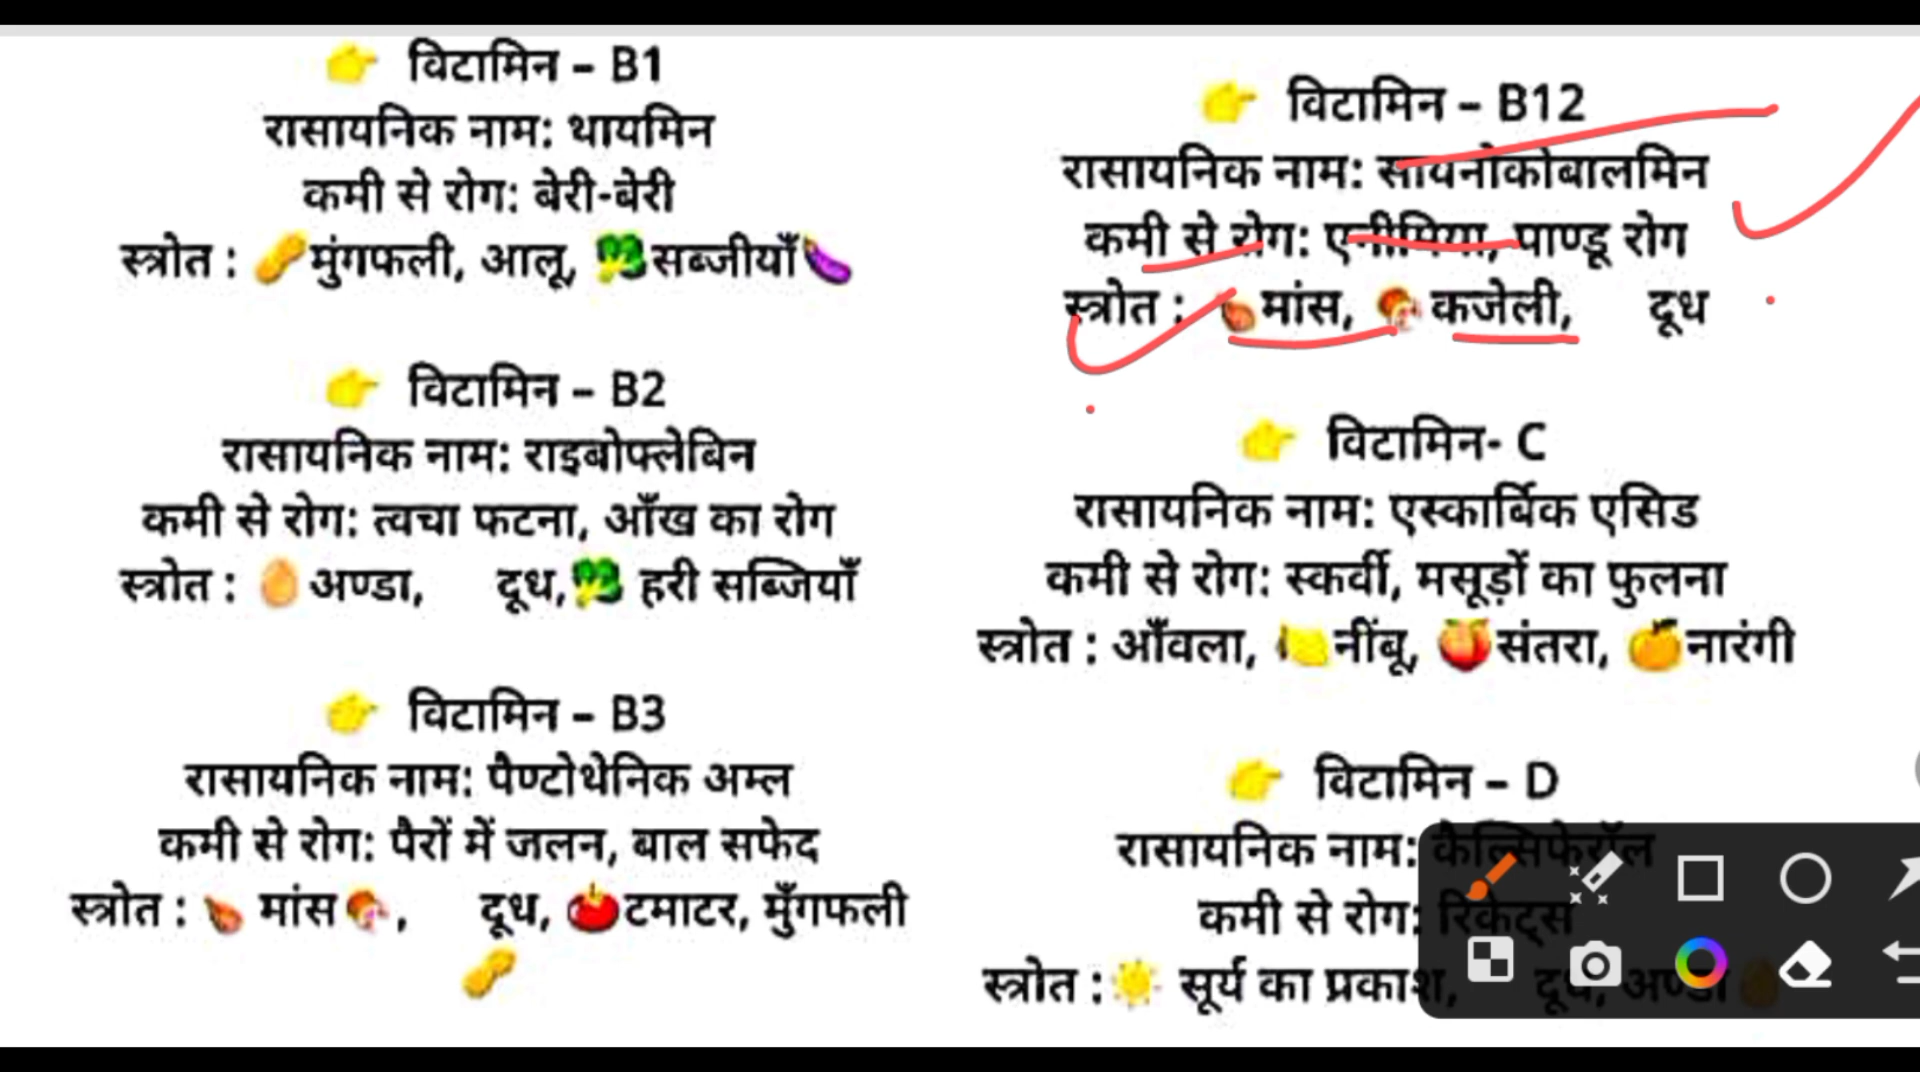 विटामिन – B1
रासायनिक नाम: थायमिन
कमी से रोग: बेरी-बेरी
स्त्रोत : मुंगफली, आलू, सब्जीयाँ
विटामिन – B2
रासायनिक नाम: राइबोफ्लेबिन
कमी से रोग: त्वचा फटना, आँख का रोग
स्त्रोत : अण्डा, दूध, हरी सब्जियाँ
विटामिन – B3
रासायनिक नाम: पैण्टोथेनिक अम्ल
कमी से रोग: पैरों में जलन, बाल सफेद
स्त्रोत : मांस , दूध, टमाटर, मुँगफली
विटामिन – B12
रासायनिक नाम: सायनोकोबालमिन
कमी से रोग: एनीमिया, पाण्डू रोग
स्त्रोत : मांस, कजेली, दूध
विटामिन- C
रासायनिक नाम: एस्कार्बिक एसिड
कमी से रोग: स्कर्वी, मसूड़ों का फुलना
स्त्रोत : आँवला, नींबू, संतरा, नारंगी
विटामिन – D
रासायनिक नाम: कैल्सिफेरॉल
कमी से रोग: रिकेट्स
स्त्रोत : सूर्य का प्रकाश, दूध, अण्डा